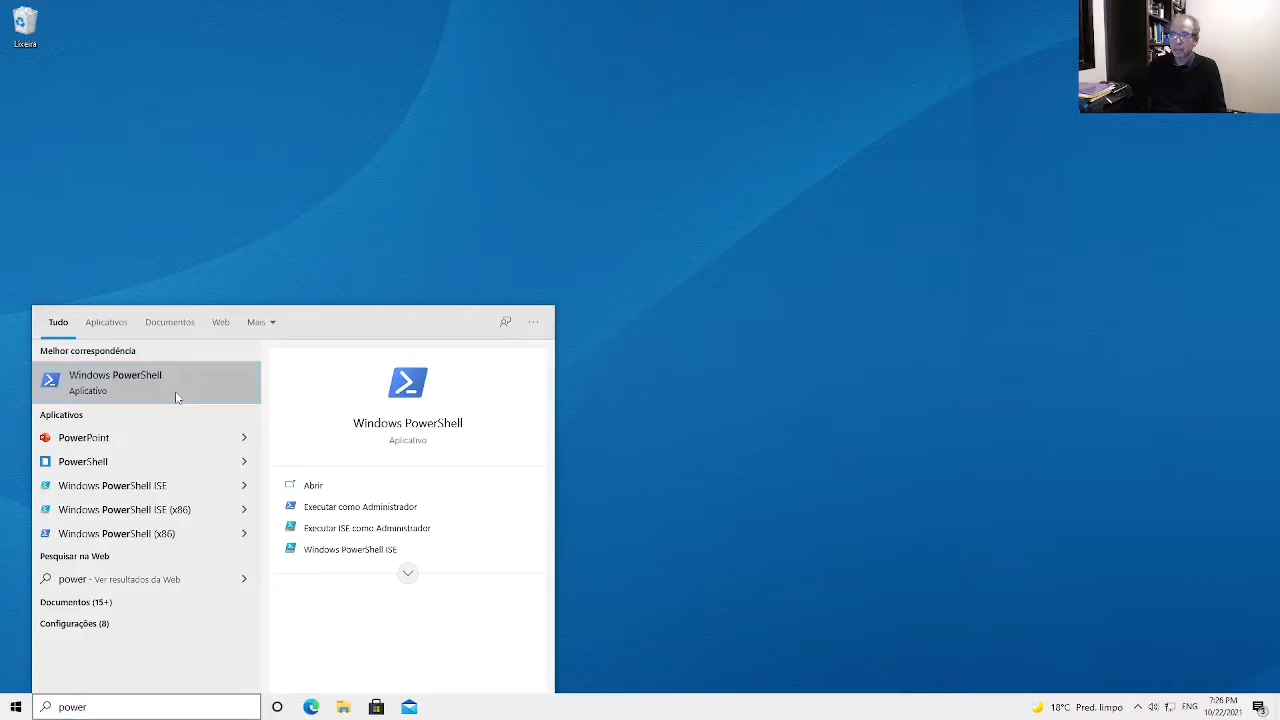 Lixeira
Tudo Aplicativos Documentos Web Mais
Melhor correspondência
Windows PowerShell
Aplicativo
Aplicativos
PowerPoint
PowerShell
Windows PowerShell ISE
Windows PowerShell ISE (x86)
Windows PowerShell (x86)
Pesquisar na Web
power - Ver resultados da Web
Documentos (15+)
Configurações (8)
Windows PowerShell
Aplicativo
Abrir
Executar como Administrador
Executar ISE como Administrador
Windows PowerShell ISE
power
18°C Pred. limpo
ENG
7:26 PM
10/22/2021
3